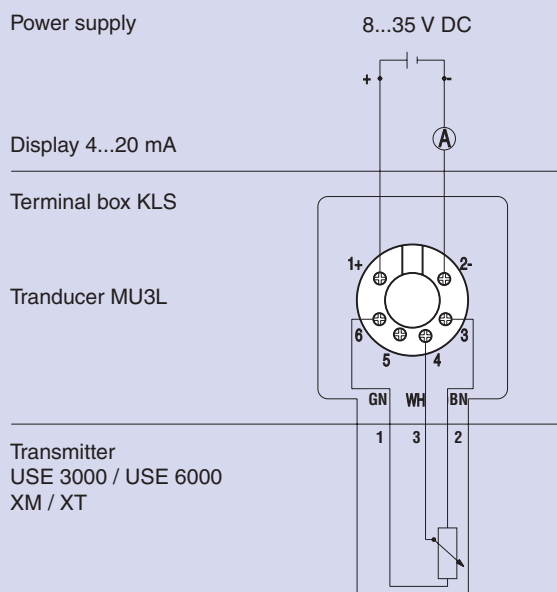 Power supply
8...35 V DC
+ -
A
Display 4...20 mA
Terminal box KLS
1+ 2-
Tranducer MU3L
6 3
5 4
GN WH BN
1 3 2
Transmitter
USE 3000 / USE 6000
XM / XT